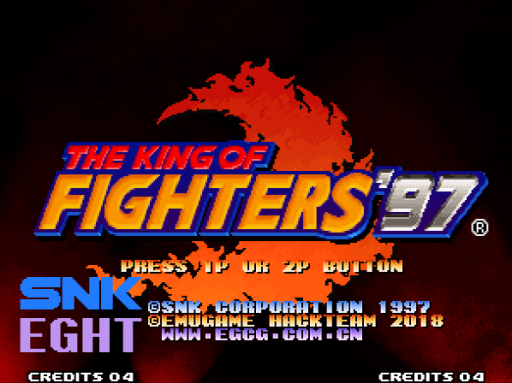 THE KING OF
FIGHTERS '97
®
PRESS 1P OR 2P BUTTON
SNK
©SNK CORPORATION 1997
EGHT
©EMUGAME HACKTEAM 2018
WWW.EGCG.COM.CN
CREDITS 04
CREDITS 04